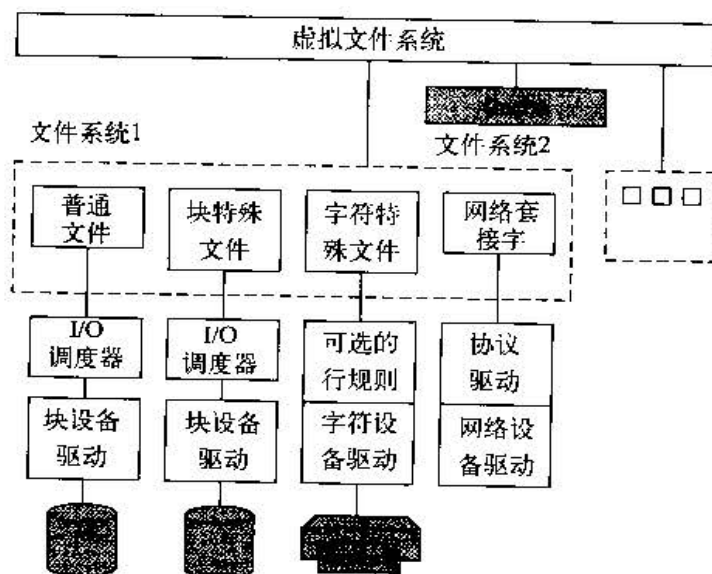 虚拟文件系统
文件系统1
文件系统2
普通
文件
块特殊
文件
字符特
殊文件
网络套
接字
I/O
调度器
I/O
调度器
可选的
行规则
协议
驱动
块设备
驱动
块设备
驱动
字符设
备驱动
网络设
备驱动